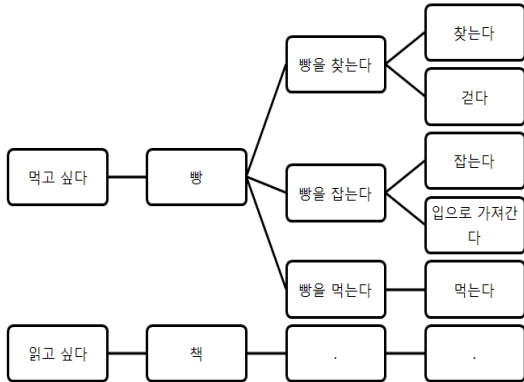 찾는다
빵을 찾는다
걷다
먹고 싶다
빵
잡는다
빵을 잡는다
입으로 가져간
다
빵을 먹는다
먹는다
읽고 싶다
책
.
.